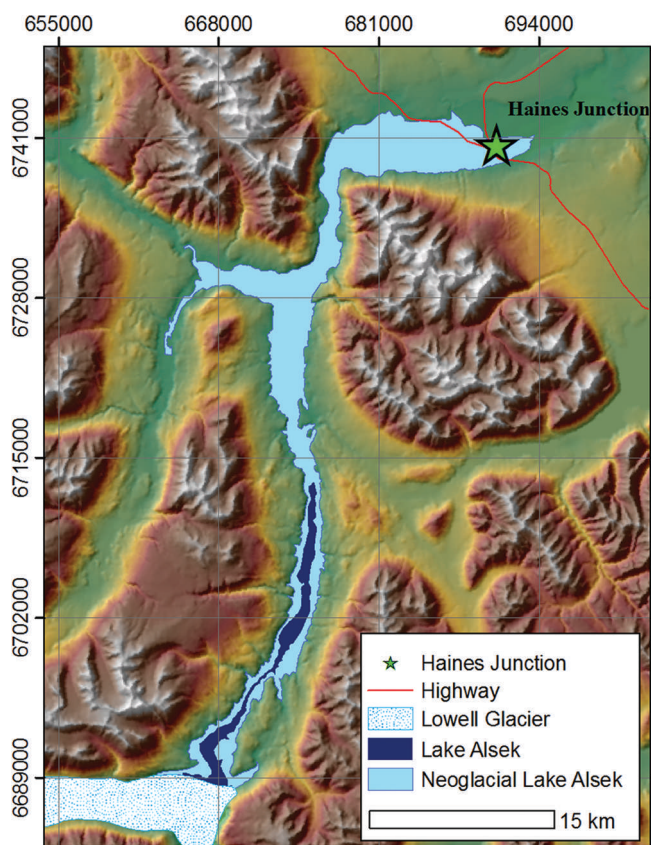 655000 668000 681000 694000
Haines Junction
6741000
6728000
6715000
6702000
6689000
Haines Junction
Highway
Lowell Glacier
Lake Alsek
Neoglacial Lake Alsek
15 km